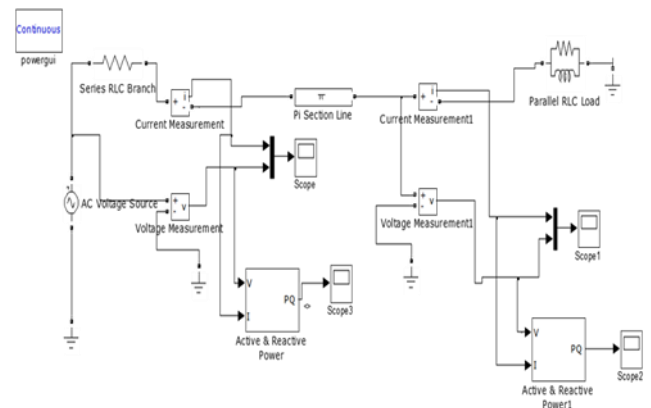 Continuous
powergui
Series RLC Branch
i
+
-
Current Measurement
π
Pi Section Line
i
+
-
Current Measurement1
Parallel RLC Load
Scope
AC Voltage Source
+
-
v
Voltage Measurement
+
-
v
Voltage Measurement1
Scope1
V
I
PQ
Scope3
Active & Reactive
Power
V
I
PQ
Scope2
Active & Reactive
Power1